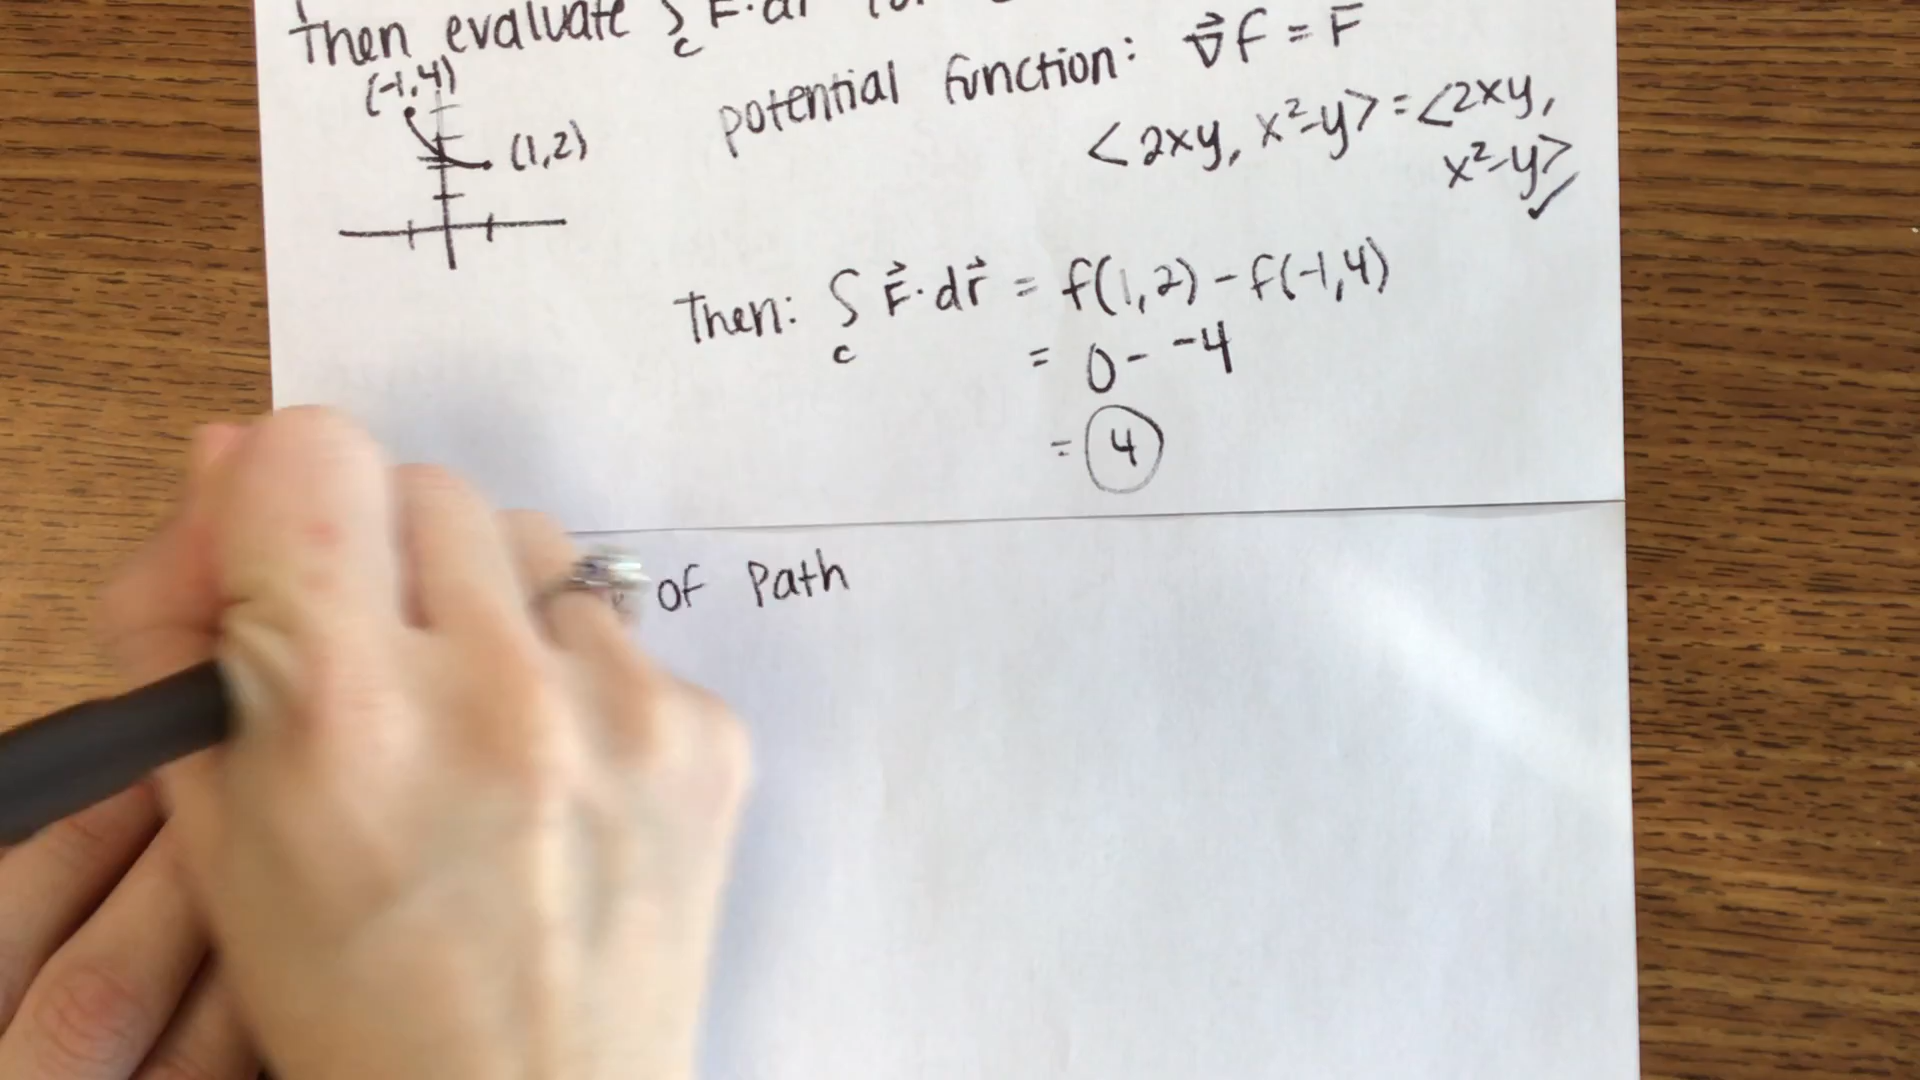 Then evaluate ∫ F·dr
c
(-1,4)
(1,2)
potential function: ∇f = F
<2xy, x²-y> = <2xy,
x²-y> ✓
Then: ∫ F·dr = f(1,2) - f(-1,4)
c
= 0 - -4
= 4
of Path